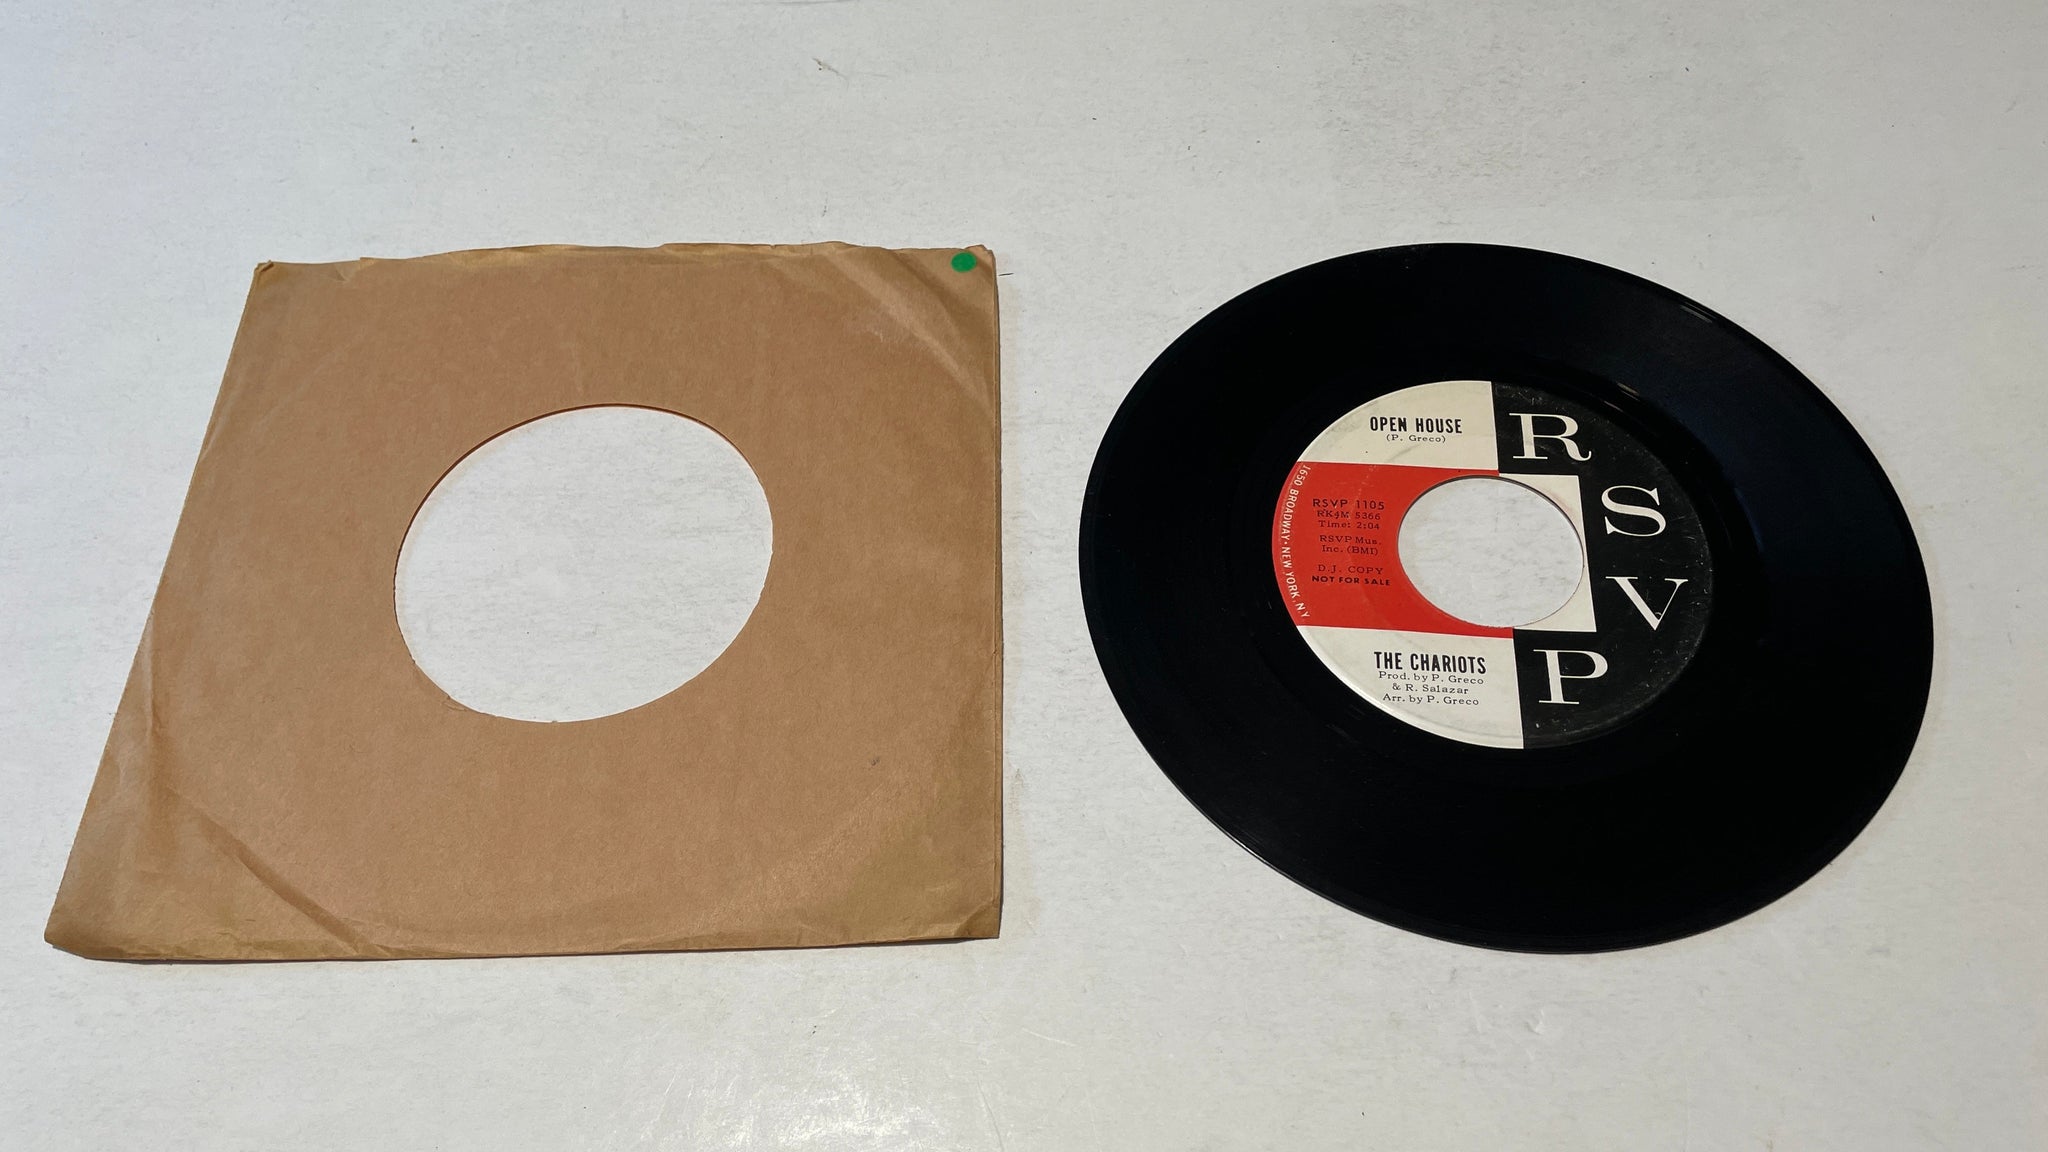 OPEN HOUSE
(P. Greco)
R
S
V
P
1650 BROADWAY • NEW YORK, N.Y.
RSVP 1105
RK4M 5366
Time: 2:04
RSVP Mus.
Inc. (BMI)
D.J. COPY
NOT FOR SALE
THE CHARIOTS
Prod. by P. Greco
& R. Salazar
Arr. by P. Greco